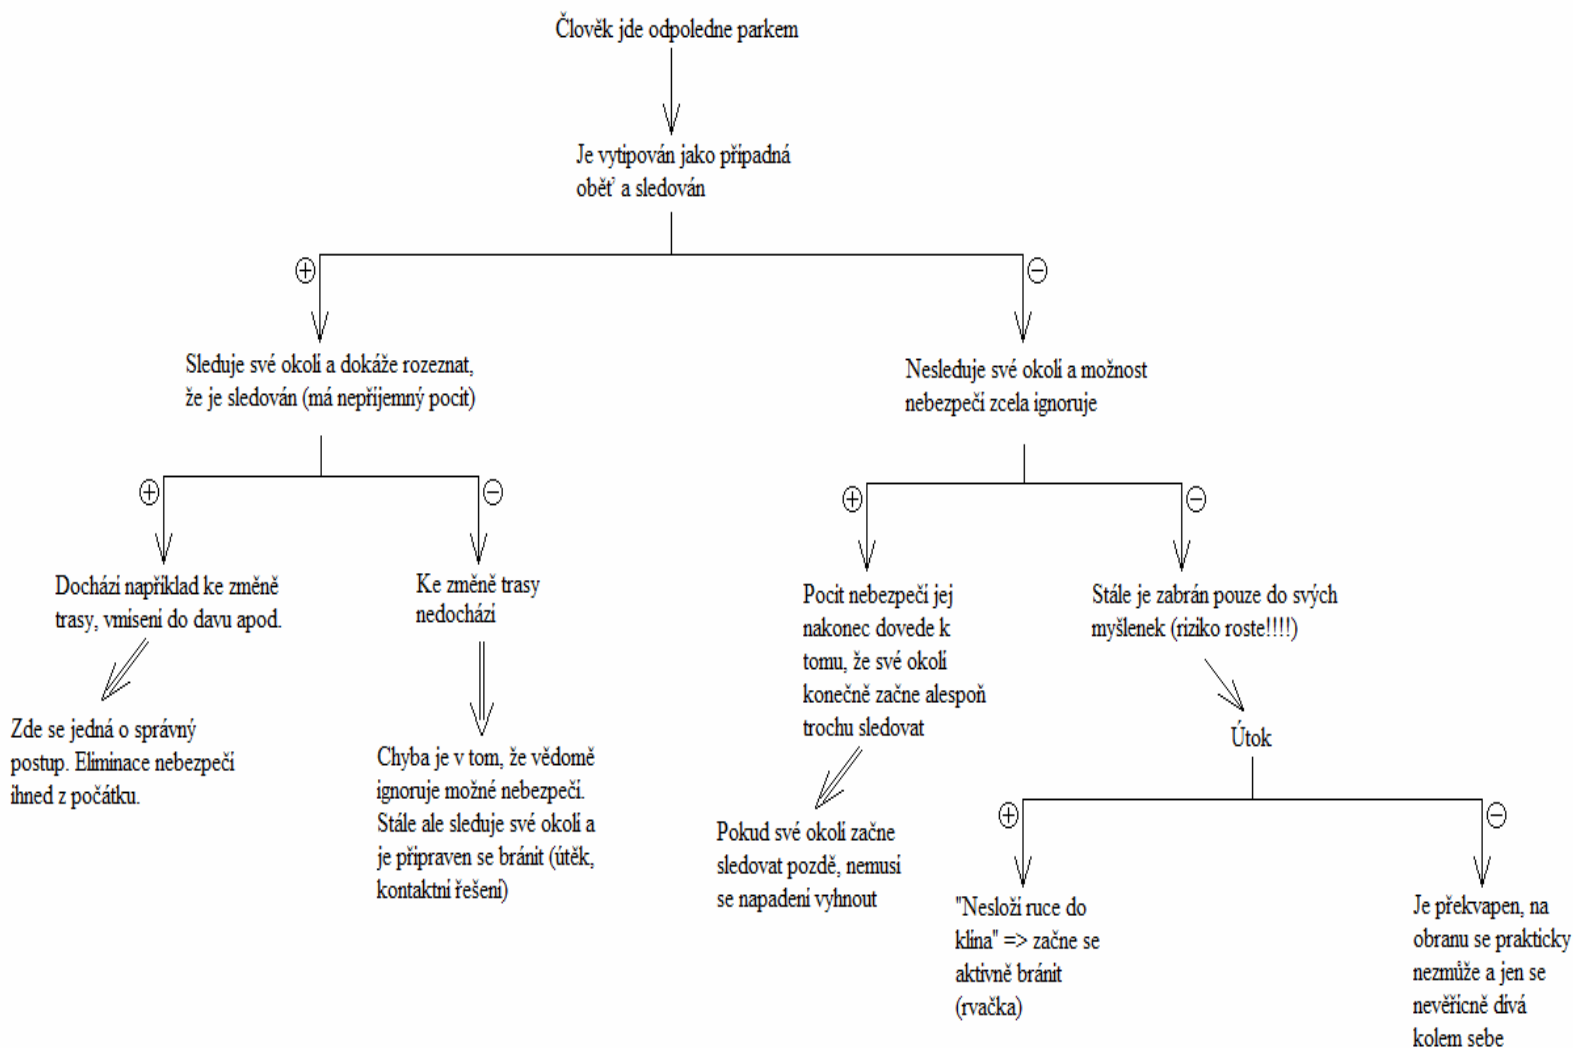 Člověk jde odpoledne parkem
Je vytipován jako případná
oběť a sledován
+
−
Sleduje své okolí a dokáže rozeznat,
že je sledován (má nepříjemný pocit)
Nesleduje své okolí a možnost
nebezpečí zcela ignoruje
+
−
+
−
Dochází například ke změně
trasy, vmísení do davu apod.
Ke změně trasy
nedochází
Pocit nebezpečí jej
nakonec dovede k
tomu, že své okolí
konečně začne alespoň
trochu sledovat
Stále je zabrán pouze do svých
myšlenek (riziko roste!!!!)
Zde se jedná o správný
postup. Eliminace nebezpečí
ihned z počátku.
Chyba je v tom, že vědomě
ignoruje možné nebezpečí.
Stále ale sleduje své okolí a
je připraven se bránit (útěk,
kontaktní řešení)
Pokud své okolí začne
sledovat pozdě, nemusí
se napadení vyhnout
Útok
+
−
"Nesloží ruce do
klína" => začne se
aktivně bránit
(rvačka)
Je překvapen, na
obranu se prakticky
nezmůže a jen se
nevěřícně dívá
kolem sebe